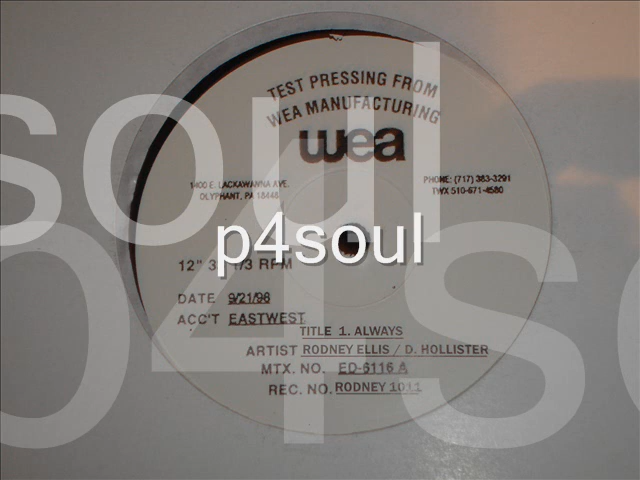 TEST PRESSING FROM
WEA MANUFACTURING
wea
1400 E. LACKAWANNA AVE.
OLYPHANT, PA 18448
PHONE: (717) 383-3291
TWX 510-671-4580
soul
p4soul
12" 33 1/3 RPM
DATE 9/21/96
ACC'T EASTWEST
TITLE 1. ALWAYS
ARTIST RODNEY ELLIS / D. HOLLISTER
MTX. NO. ED-6116 A
REC. NO. RODNEY 1011